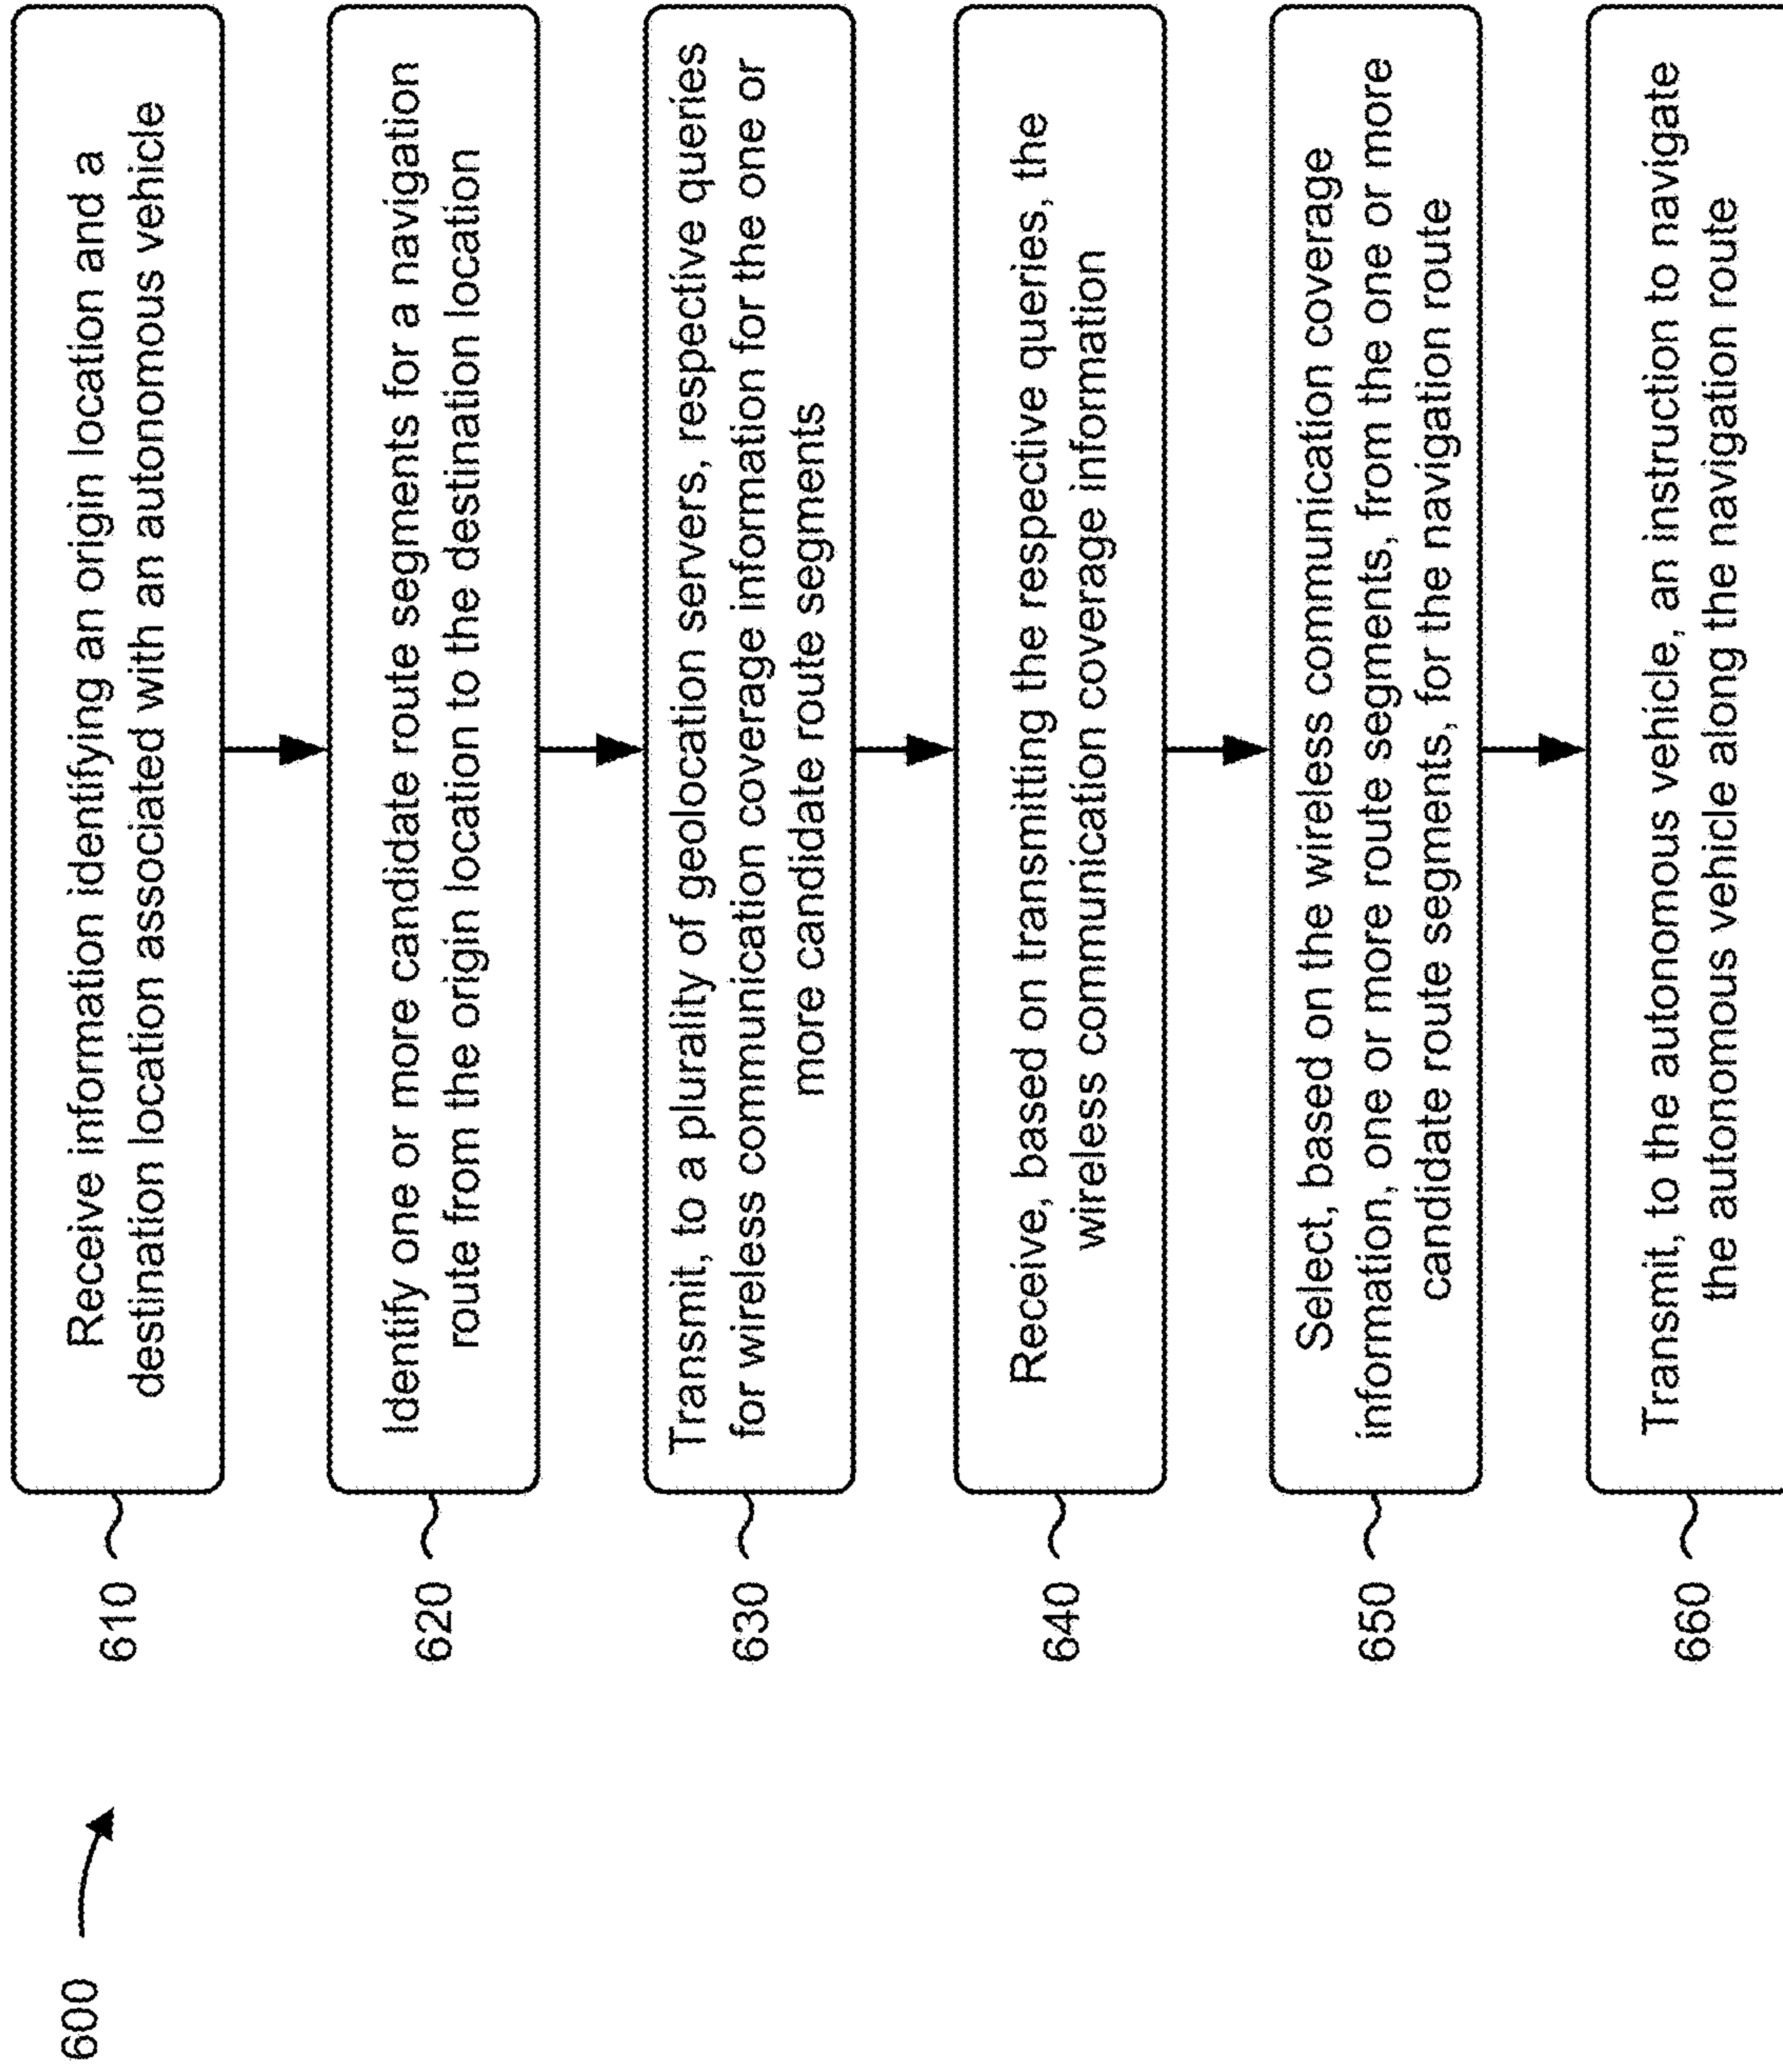 600
610
Receive information identifying an origin location and a
destination location associated with an autonomous vehicle
620
Identify one or more candidate route segments for a navigation
route from the origin location to the destination location
630
Transmit, to a plurality of geolocation servers, respective queries
for wireless communication coverage information for the one or
more candidate route segments
640
Receive, based on transmitting the respective queries, the
wireless communication coverage information
650
Select, based on the wireless communication coverage
information, one or more route segments, from the one or more
candidate route segments, for the navigation route
660
Transmit, to the autonomous vehicle, an instruction to navigate
the autonomous vehicle along the navigation route